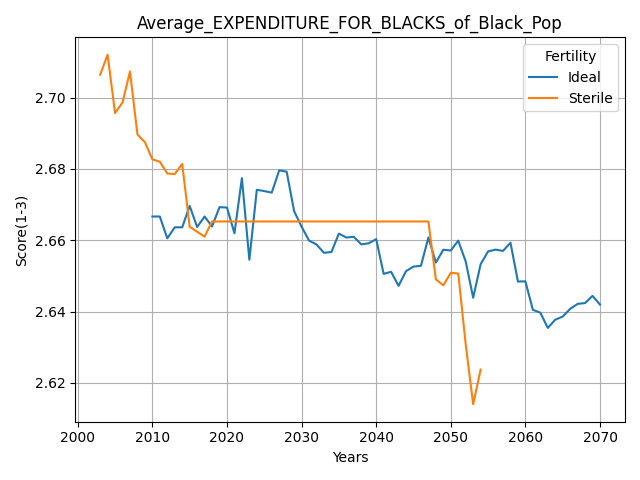 Average_EXPENDITURE_FOR_BLACKS_of_Black_Pop
Fertility
Ideal
Sterile
Score(1-3)
2.70
2.68
2.66
2.64
2.62
2000 2010 2020 2030 2040 2050 2060 2070
Years